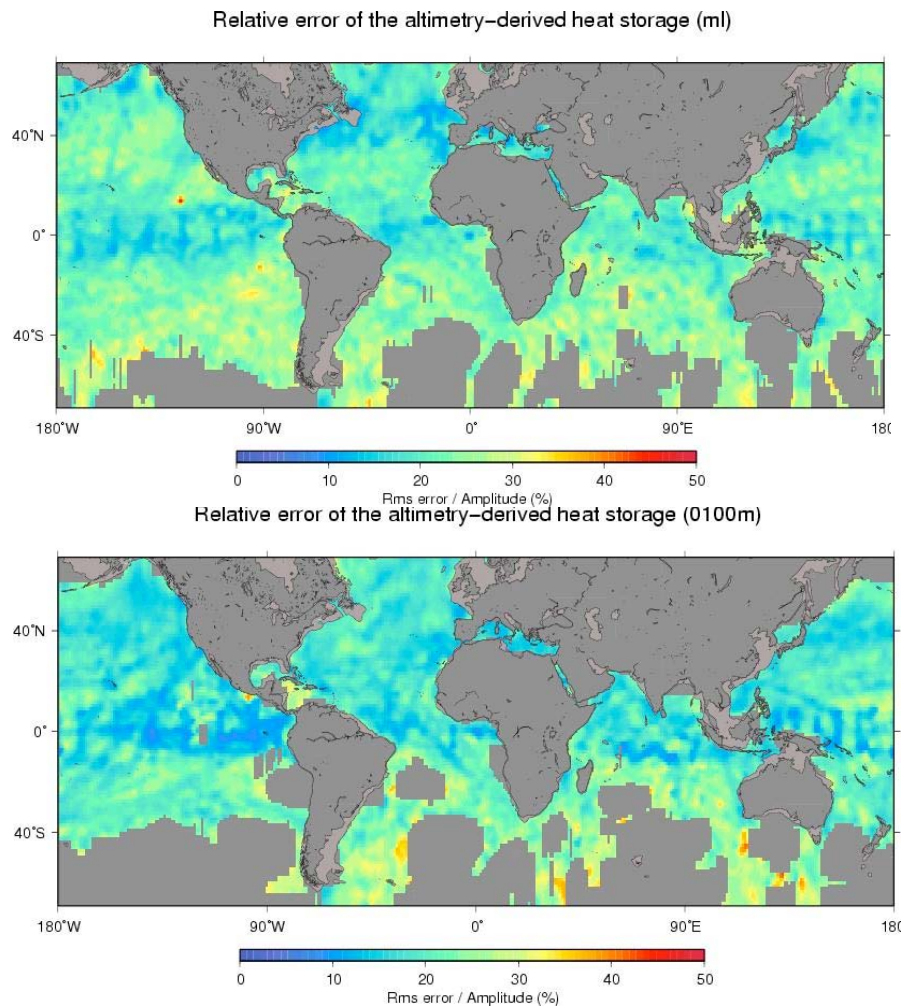 Relative error of the altimetry-derived heat storage (ml)
40˚N
0˚
40˚S
180˚W 90˚W 0˚ 90˚E 180
0 10 20 30 40 50
Rms error / Amplitude (%)
Relative error of the altimetry-derived heat storage (0100m)
40˚N
0˚
40˚S
180˚W 90˚W 0˚ 90˚E 180
0 10 20 30 40 50
Rms error / Amplitude (%)